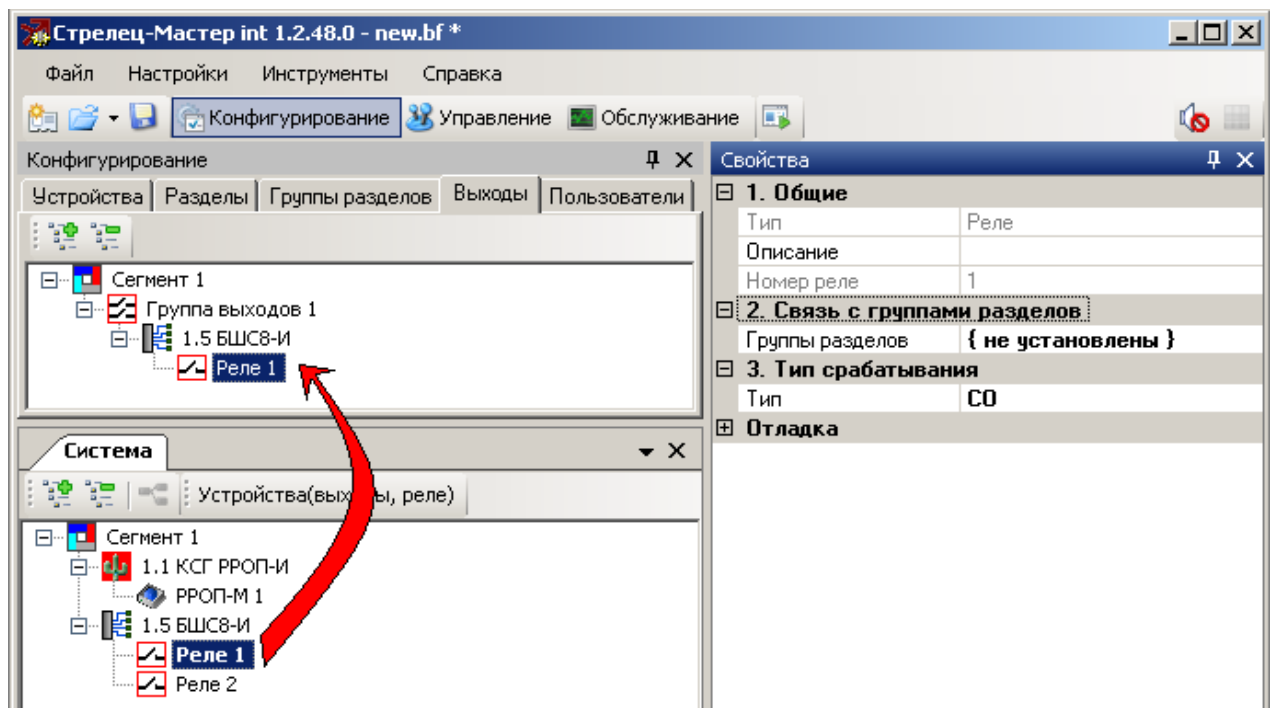 Стрелец-Мастер int 1.2.48.0 - new.bf *
Файл Настройки Инструменты Справка
Конфигурирование Управление Обслуживание
Конфигурирование
Устройства Разделы Группы разделов Выходы Пользователи
Сегмент 1
Группа выходов 1
1.5 БШС8-И
Реле 1
Система
Устройства(выходы, реле)
Сегмент 1
1.1 КСГ РРОП-И
РРОП-М 1
1.5 БШС8-И
Реле 1
Реле 2
Свойства
1. Общие
Тип Реле
Описание
Номер реле 1
2. Связь с группами разделов
Группы разделов { не установлены }
3. Тип срабатывания
Тип СО
Отладка